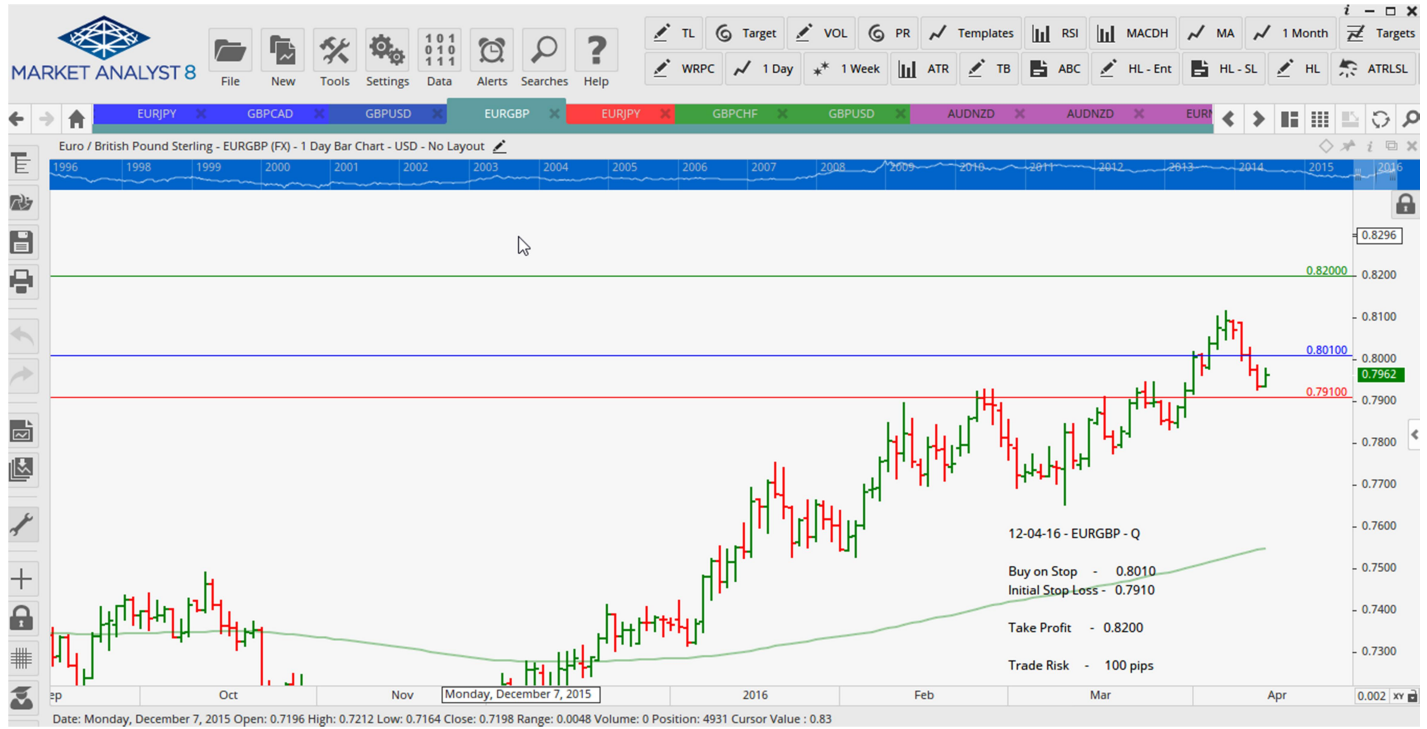 i
TL Target VOL PR Templates RSI MACDH MA 1 Month Targets
MARKET ANALYST 8
File New Tools Settings Data Alerts Searches Help
WRPC 1 Day 1 Week ATR TB ABC HL - Ent HL - SL HL ATRLSL
EURJPY GBPCAD GBPUSD EURGBP EURJPY GBPCHF GBPUSD AUDNZD AUDNZD
Euro / British Pound Sterling - EURGBP (FX) - 1 Day Bar Chart - USD - No Layout
1996 1998 1999 2000 2001 2002 2003 2004 2005 2006 2007 2008 2009 2010 2011 2012 2013 2014 2015 2016
0.8296
0.82000
0.8200
0.8100
0.80100
0.8000
0.7962
0.79100
0.7900
0.7800
0.7700
0.7600
0.7500
0.7400
0.7300
12-04-16 - EURGBP - Q
Buy on Stop - 0.8010
Initial Stop Loss - 0.7910
Take Profit - 0.8200
Trade Risk - 100 pips
ep Oct Nov Monday, December 7, 2015 2016 Feb Mar Apr 0.002 XY
Date: Monday, December 7, 2015 Open: 0.7196 High: 0.7212 Low: 0.7164 Close: 0.7198 Range: 0.0048 Volume: 0 Position: 4931 Cursor Value : 0.83